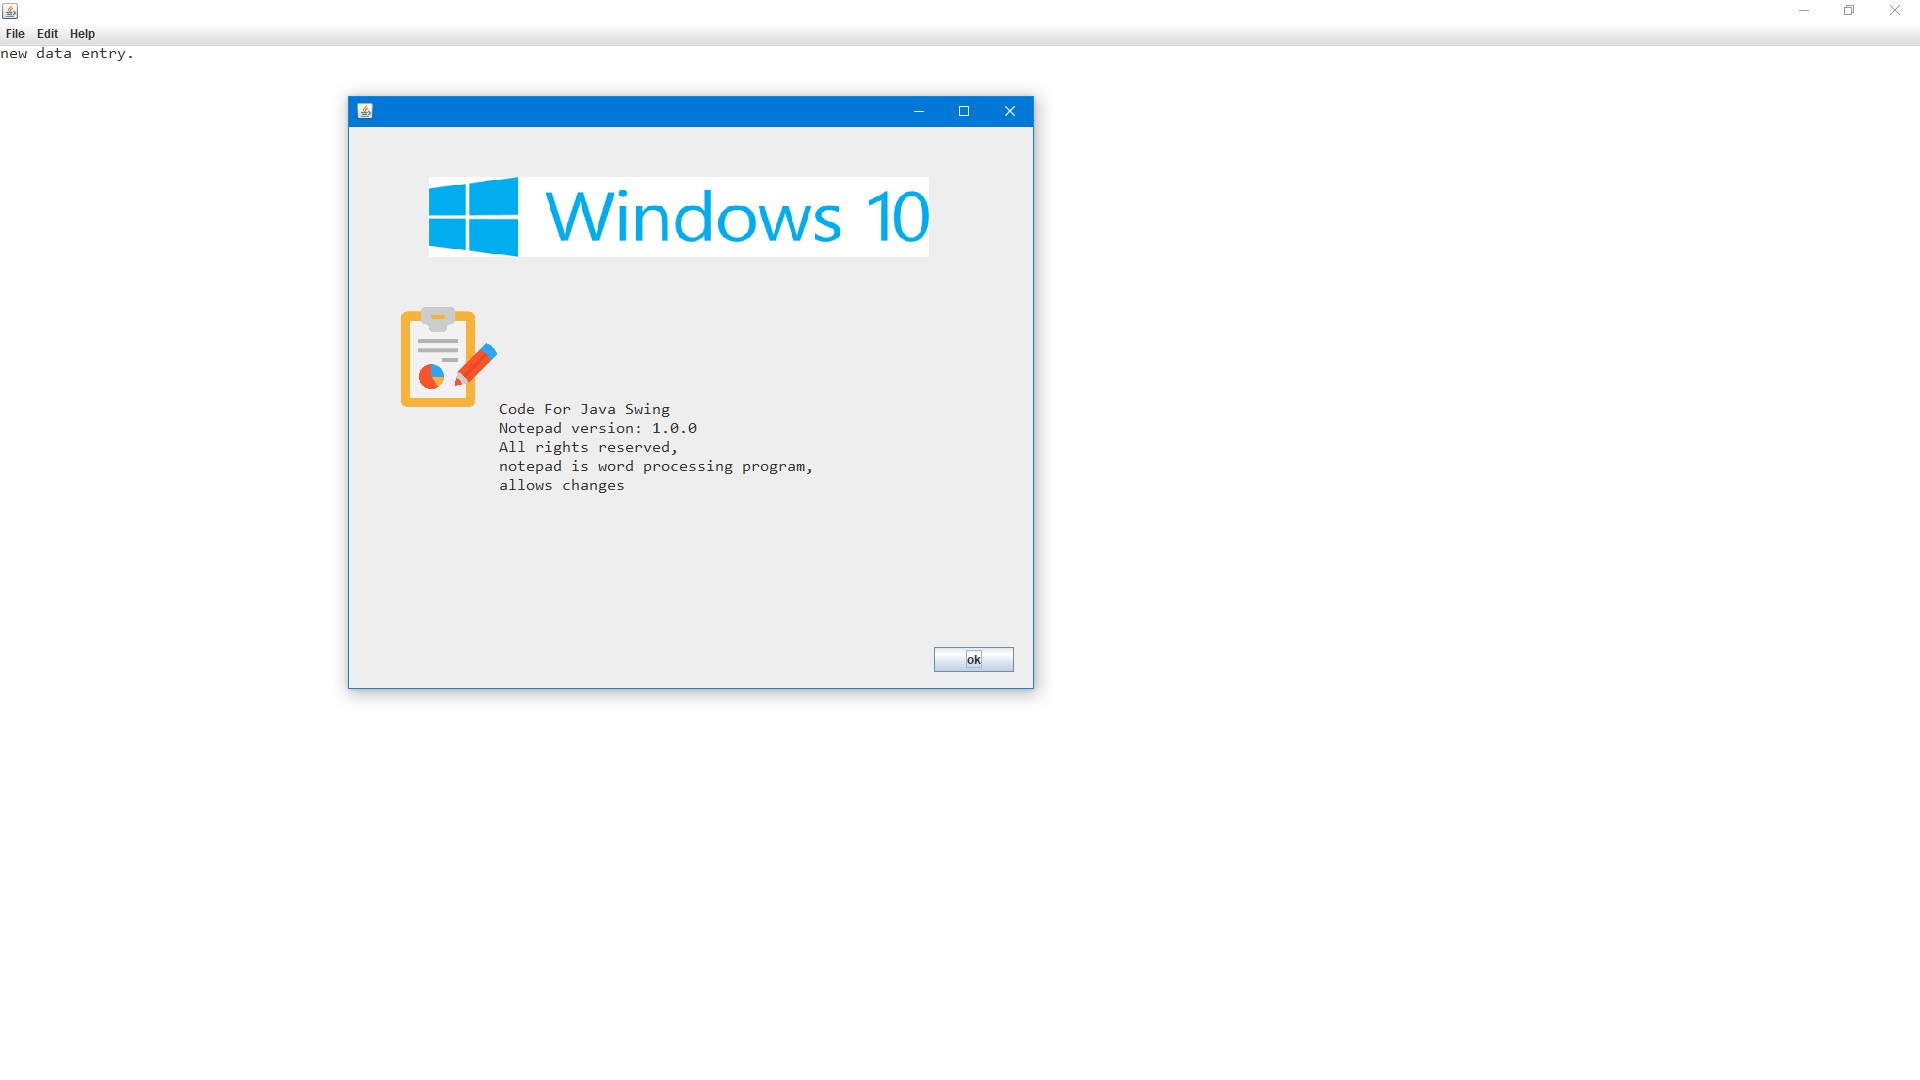 File Edit Help
new data entry.
Windows 10
Code For Java Swing
Notepad version: 1.0.0
All rights reserved,
notepad is word processing program,
allows changes
ok